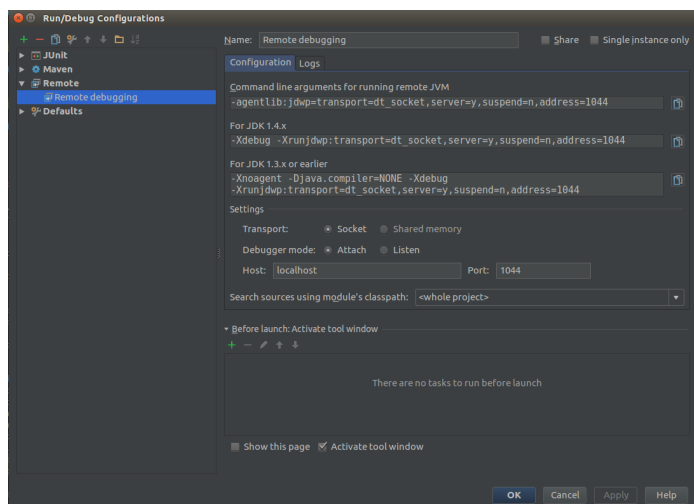 Run/Debug Configurations
Name: Remote debugging
Share
Single instance only
JUnit
Maven
Remote
Remote debugging
Defaults
Configuration
Logs
Command line arguments for running remote JVM
-agentlib:jdwp=transport=dt_socket,server=y,suspend=n,address=1044
For JDK 1.4.x
-Xdebug -Xrunjdwp:transport=dt_socket,server=y,suspend=n,address=1044
For JDK 1.3.x or earlier
-Xnoagent -Djava.compiler=NONE -Xdebug
-Xrunjdwp:transport=dt_socket,server=y,suspend=n,address=1044
Settings
Transport: Socket Shared memory
Debugger mode: Attach Listen
Host: localhost Port: 1044
Search sources using module's classpath: <whole project>
Before launch: Activate tool window
There are no tasks to run before launch
Show this page Activate tool window
OK Cancel Apply Help